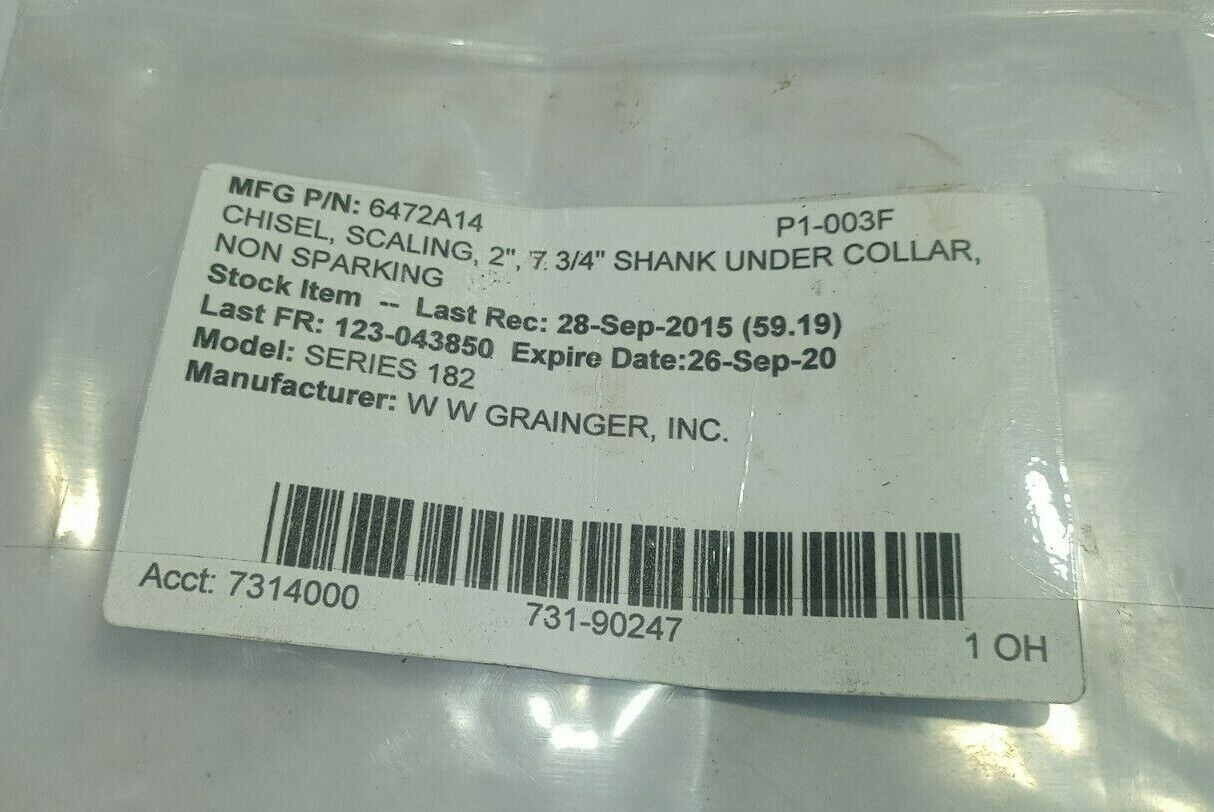 MFG P/N: 6472A14 P1-003F
CHISEL, SCALING, 2", 7 3/4" SHANK UNDER COLLAR,
NON SPARKING
Stock Item -- Last Rec: 28-Sep-2015 (59.19)
Last FR: 123-043850 Expire Date:26-Sep-20
Model: SERIES 182
Manufacturer: W W GRAINGER, INC.
Acct: 7314000 731-90247 1 OH